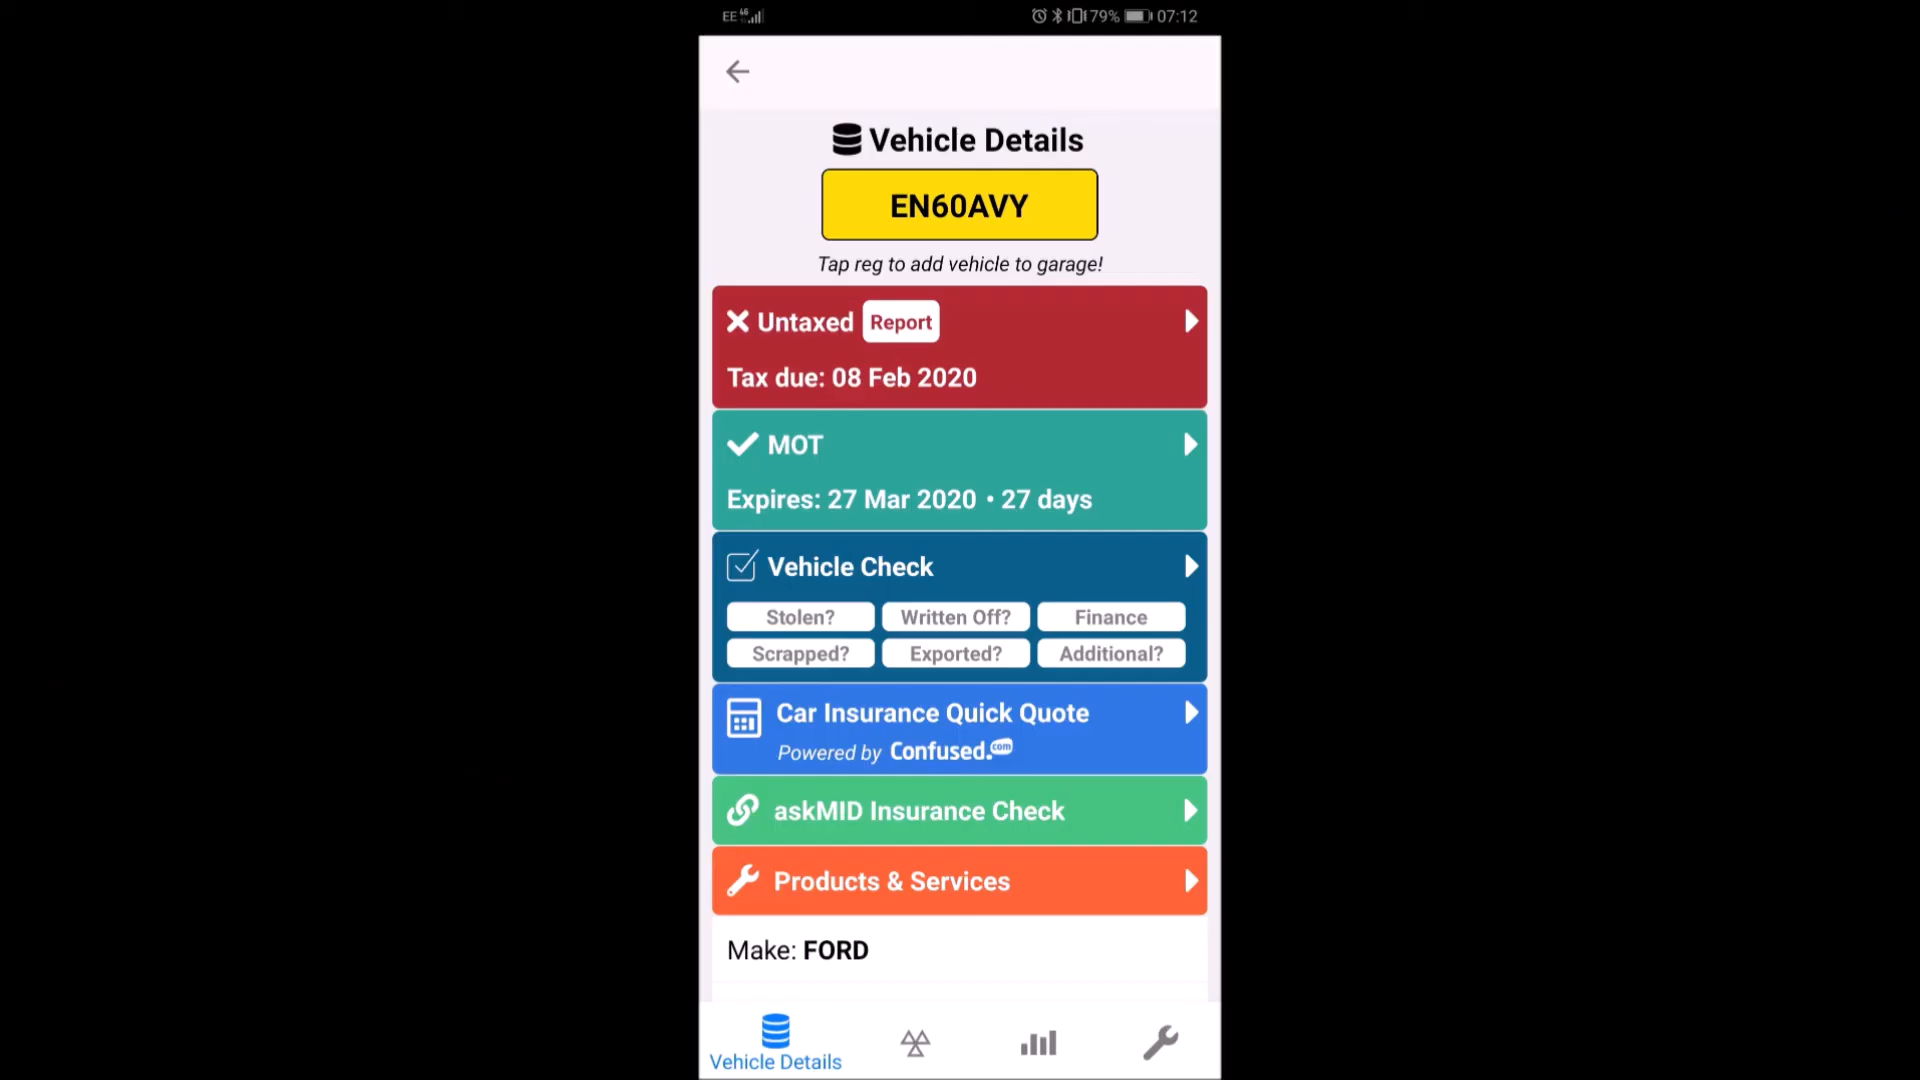 EE 4G 79% 07:12
Vehicle Details
EN60AVY
Tap reg to add vehicle to garage!
Untaxed Report
Tax due: 08 Feb 2020
MOT
Expires: 27 Mar 2020 • 27 days
Vehicle Check
Stolen? Written Off? Finance
Scrapped? Exported? Additional?
Car Insurance Quick Quote
Powered by Confused.com
askMID Insurance Check
Products & Services
Make: FORD
Vehicle Details